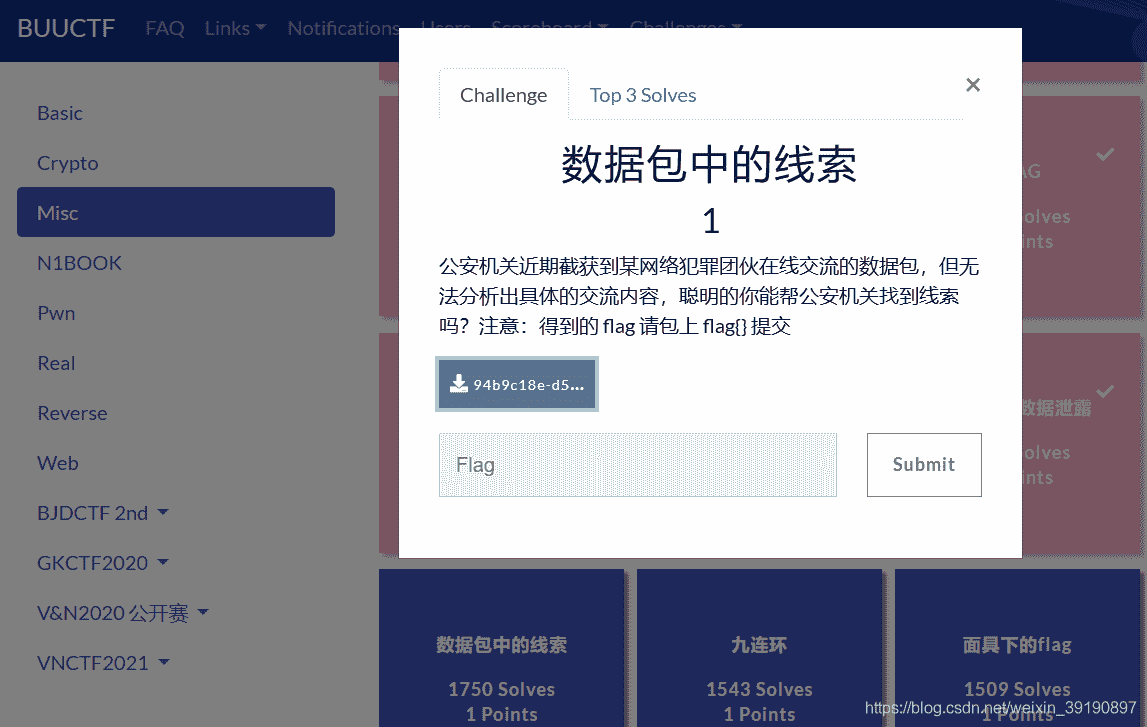 BUUCTF FAQ Links Notifications Users Scoreboard Challenges
Basic
Crypto
Misc
N1BOOK
Pwn
Real
Reverse
Web
BJDCTF 2nd
GKCTF2020
V&N2020 公开赛
VNCTF2021
Challenge Top 3 Solves ×
数据包中的线索
1
公安机关近期截获到某网络犯罪团伙在线交流的数据包，但无
法分析出具体的交流内容，聪明的你能帮公安机关找到线索
吗？注意：得到的 flag 请包上 flag{} 提交
94b9c18e-d5...
Flag
Submit
AG
olves
ints
数据泄露
olves
ints
数据包中的线索
1750 Solves
1 Points
九连环
1543 Solves
1 Points
面具下的flag
1509 Solves
1 Points
https://blog.csdn.net/weixin_39190897